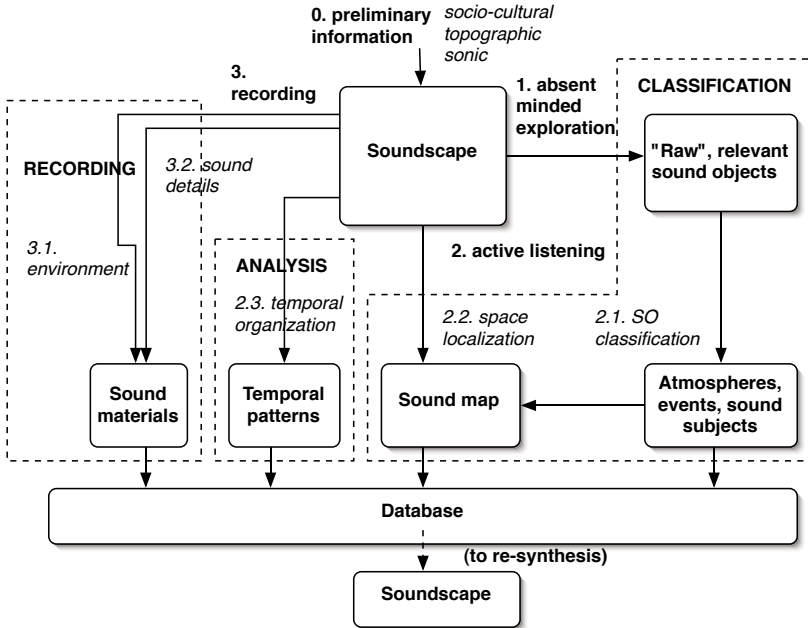 0. preliminary
information
socio-cultural
topographic
sonic
3.
recording
1. absent
minded
exploration
CLASSIFICATION
RECORDING
3.2. sound
details
Soundscape
"Raw", relevant
sound objects
3.1.
environment
ANALYSIS
2. active listening
2.3. temporal
organization
2.2. space
localization
2.1. SO
classification
Sound
materials
Temporal
patterns
Sound map
Atmospheres,
events, sound
subjects
Database
(to re-synthesis)
Soundscape